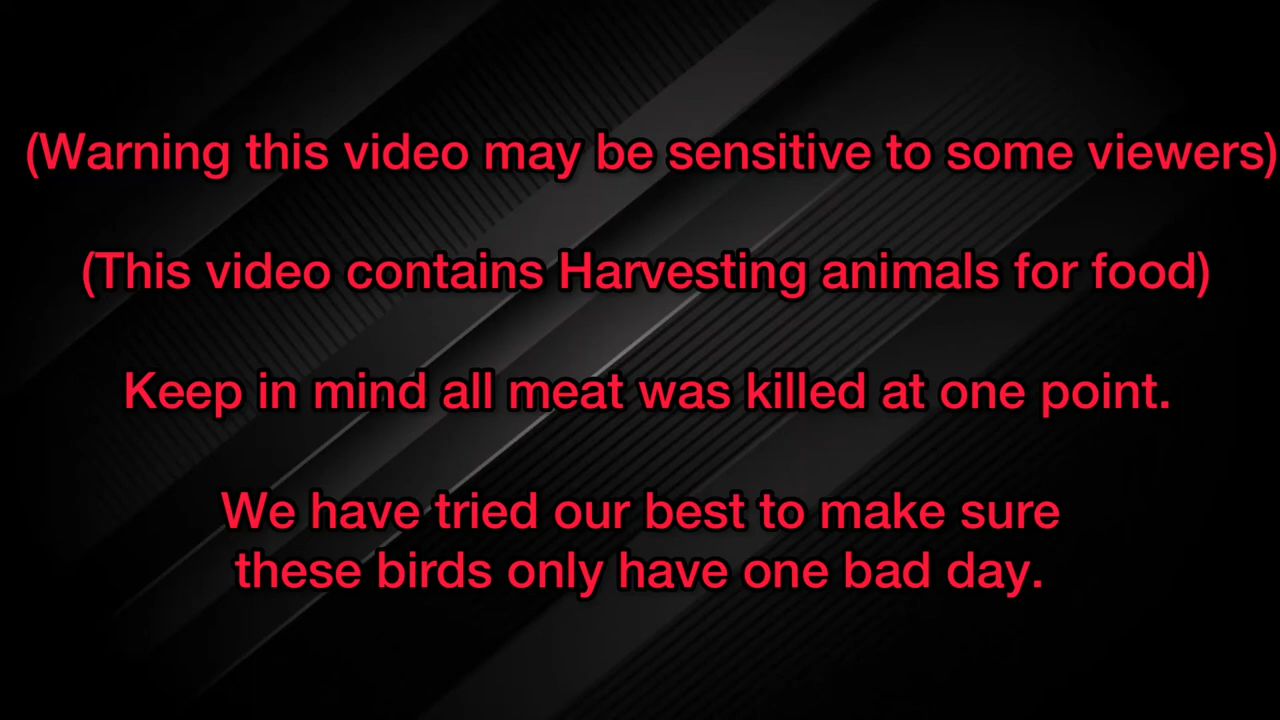 (Warning this video may be sensitive to some viewers)
(This video contains Harvesting animals for food)
Keep in mind all meat was killed at one point.
We have tried our best to make sure
these birds only have one bad day.